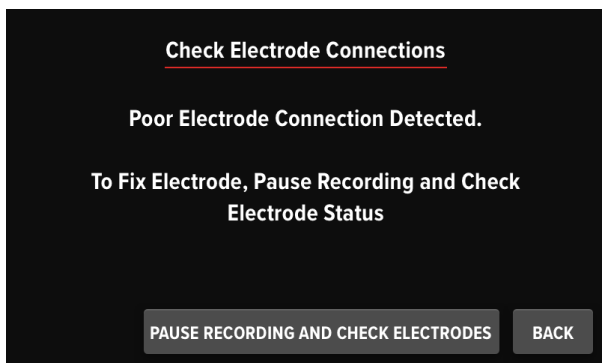 Check Electrode Connections
Poor Electrode Connection Detected.
To Fix Electrode, Pause Recording and Check
Electrode Status
PAUSE RECORDING AND CHECK ELECTRODES
BACK